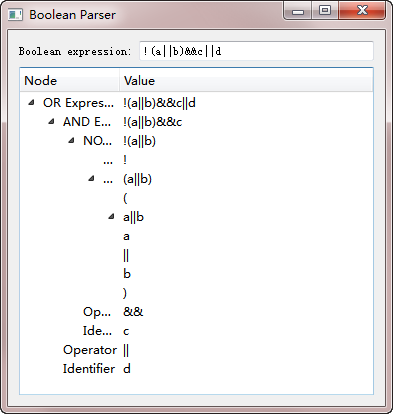 Boolean Parser
Boolean expression: !(a||b)&&c||d
Node Value
OR Expres... !(a||b)&&c||d
AND E... !(a||b)&&c
NO... !(a||b)
... !
... (a||b)
(
a||b
a
||
b
)
Op... &&
Ide... c
Operator ||
Identifier d